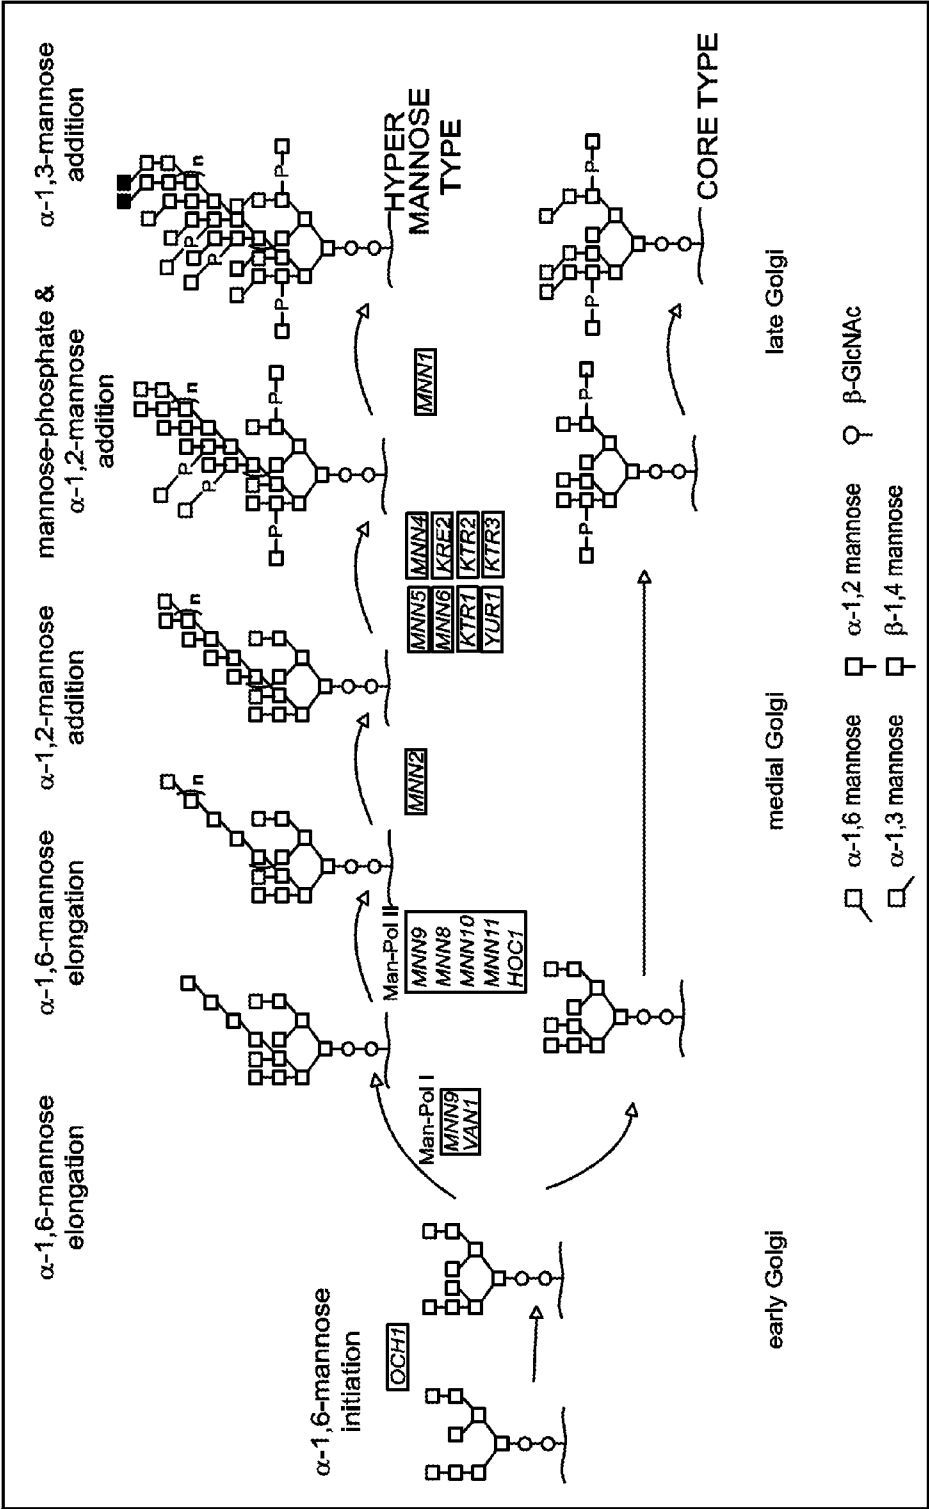 α-1,6-mannose
initiation
OCH1
α-1,6-mannose
elongation
Man-Pol I
MNN9
VAN1
α-1,6-mannose
elongation
Man-Pol II
MNN9
MNN8
MNN10
MNN11
HOC1
n
α-1,2-mannose
addition
MNN2
n
mannose-phosphate &
α-1,2-mannose
addition
MNN5 MNN4
MNN6 KRE2
KTR1 KTR2
YUR1 KTR3
P
P
P
P
n
α-1,3-mannose
addition
MNN1
P
P
P
P
P
n
HYPER
MANNOSE
TYPE
P
P
P
P
CORE TYPE
early Golgi
medial Golgi
late Golgi
α-1,6 mannose
α-1,2 mannose
β-GlcNAc
α-1,3 mannose
β-1,4 mannose